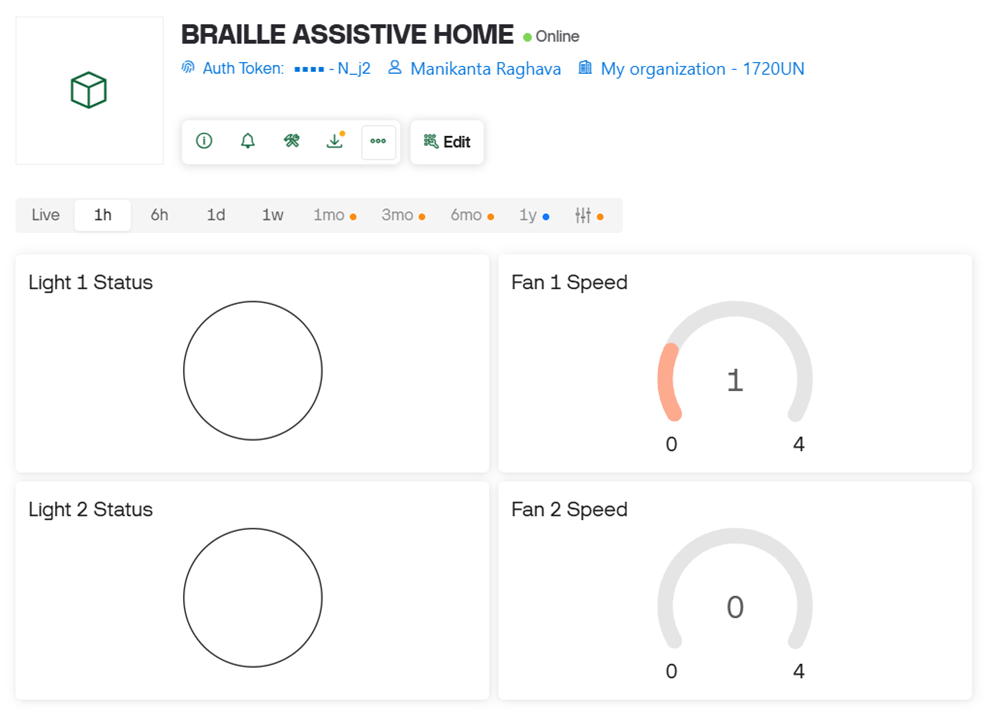 BRAILLE ASSISTIVE HOME Online
Auth Token: ▪▪▪▪ - N_j2 Manikanta Raghava My organization - 1720UN
Edit
Live 1h 6h 1d 1w 1mo 3mo 6mo 1y
Light 1 Status
Fan 1 Speed
1
0 4
Light 2 Status
Fan 2 Speed
0
0 4